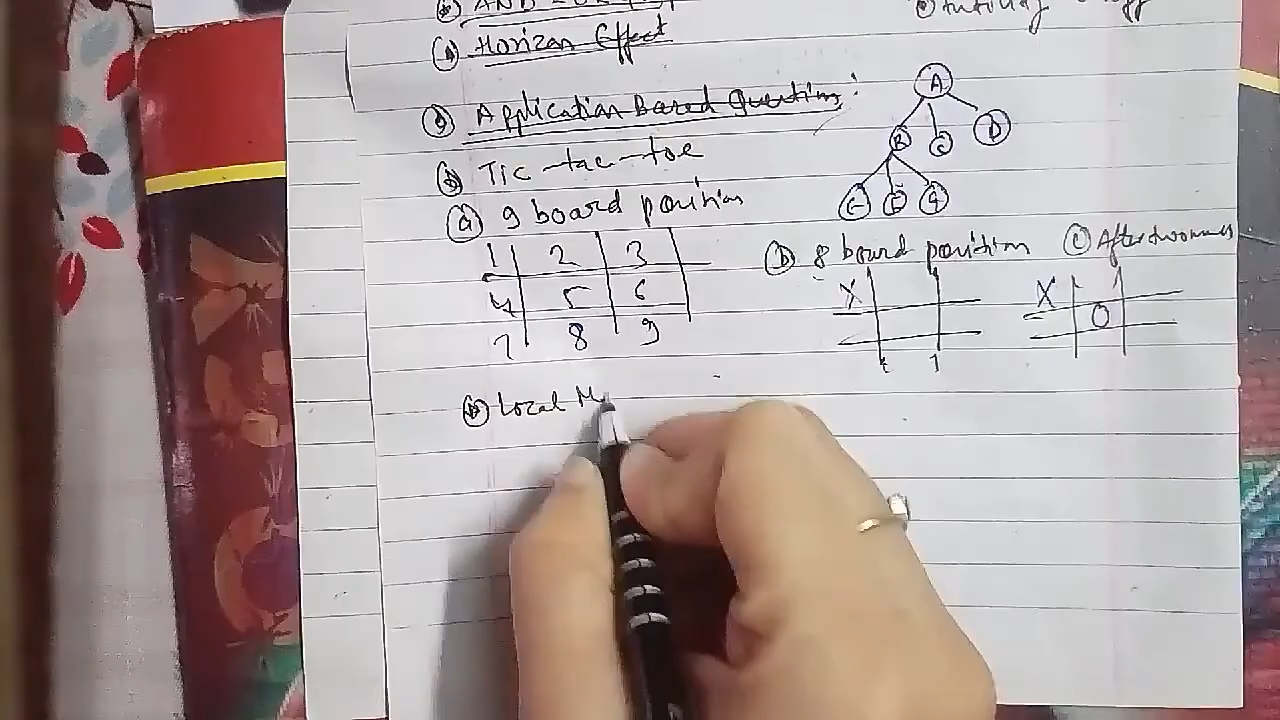 Horizon Effect
Application Based Questions:
Tic-tac-toe
(a) 9 board position
1 2 3
4 5 6
7 8 9
A
B C D
(b) 8 board position
X
(c) After two moves
X
O
Local M